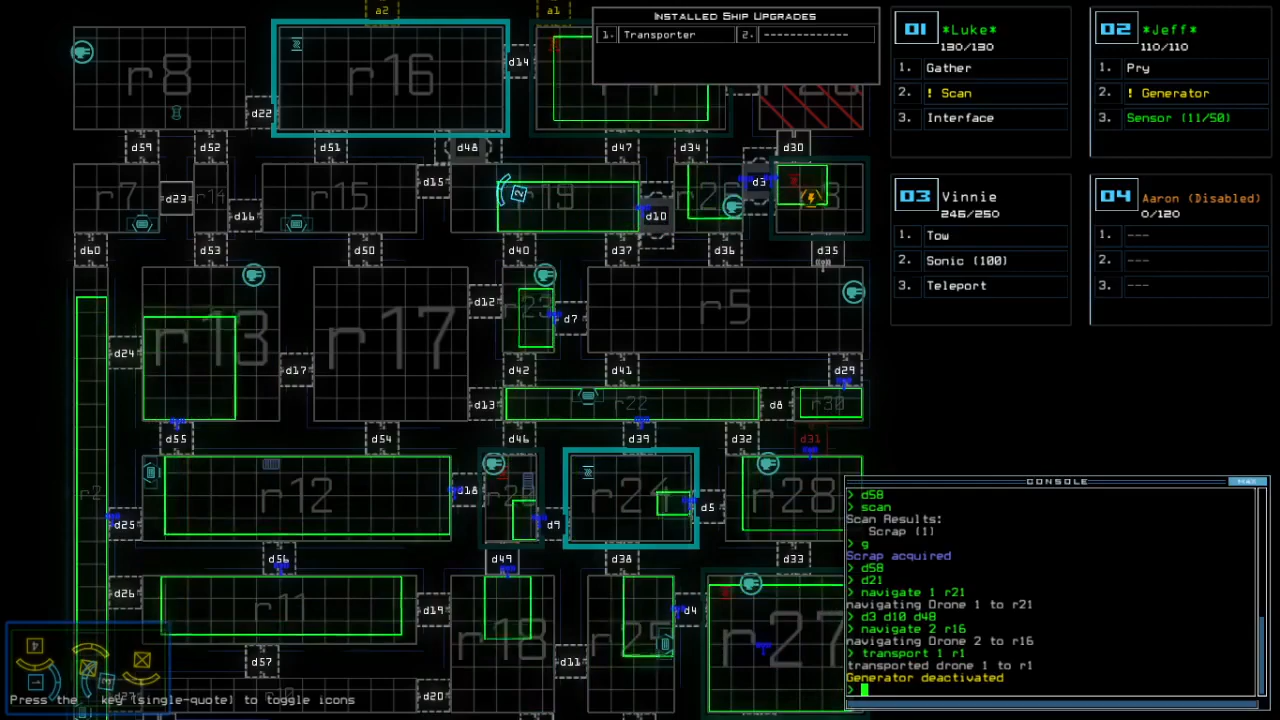 a2
a1
INSTALLED SHIP UPGRADES
1. Transporter 2. --------------
01 *Luke*
130/130
1. Gather
2. ! Scan
3. Interface
02 *Jeff*
110/110
1. Pry
2. ! Generator
3. Sensor (11/50)
03 Vinnie
246/250
1. Tow
2. Sonic (100)
3. Teleport
04 Aaron (Disabled)
0/120
1. ---
2. ---
3. ---
r8
r16
d14
d22
d59
d52
d51
d48
d47
d34
d30
r7
d23
r14
d16
r15
d15
2
r19
d10
d3
d60
d53
d50
d40
d37
d36
d35
r13
r17
d12
r23
d7
r5
d24
d17
d42
d41
d29
d13
r22
d8
r30
d55
d54
d46
d39
d32
d31
r2
r12
d18
r24
d5
r28
d25
d9
d56
d49
d38
d33
d26
r11
d19
r18
r25
d4
r27
d57
d11
d20
4
1
Press the ' key (single-quote) to toggle icons
CONSOLE
> d58
> scan
Scan Results:
Scrap (1)
> g
Scrap acquired
> d58
> d21
> navigate 1 r21
navigating Drone 1 to r21
> d3 d10 d48
> navigate 2 r16
navigating Drone 2 to r16
> transport 1 r1
transported drone 1 to r1
Generator deactivated
>